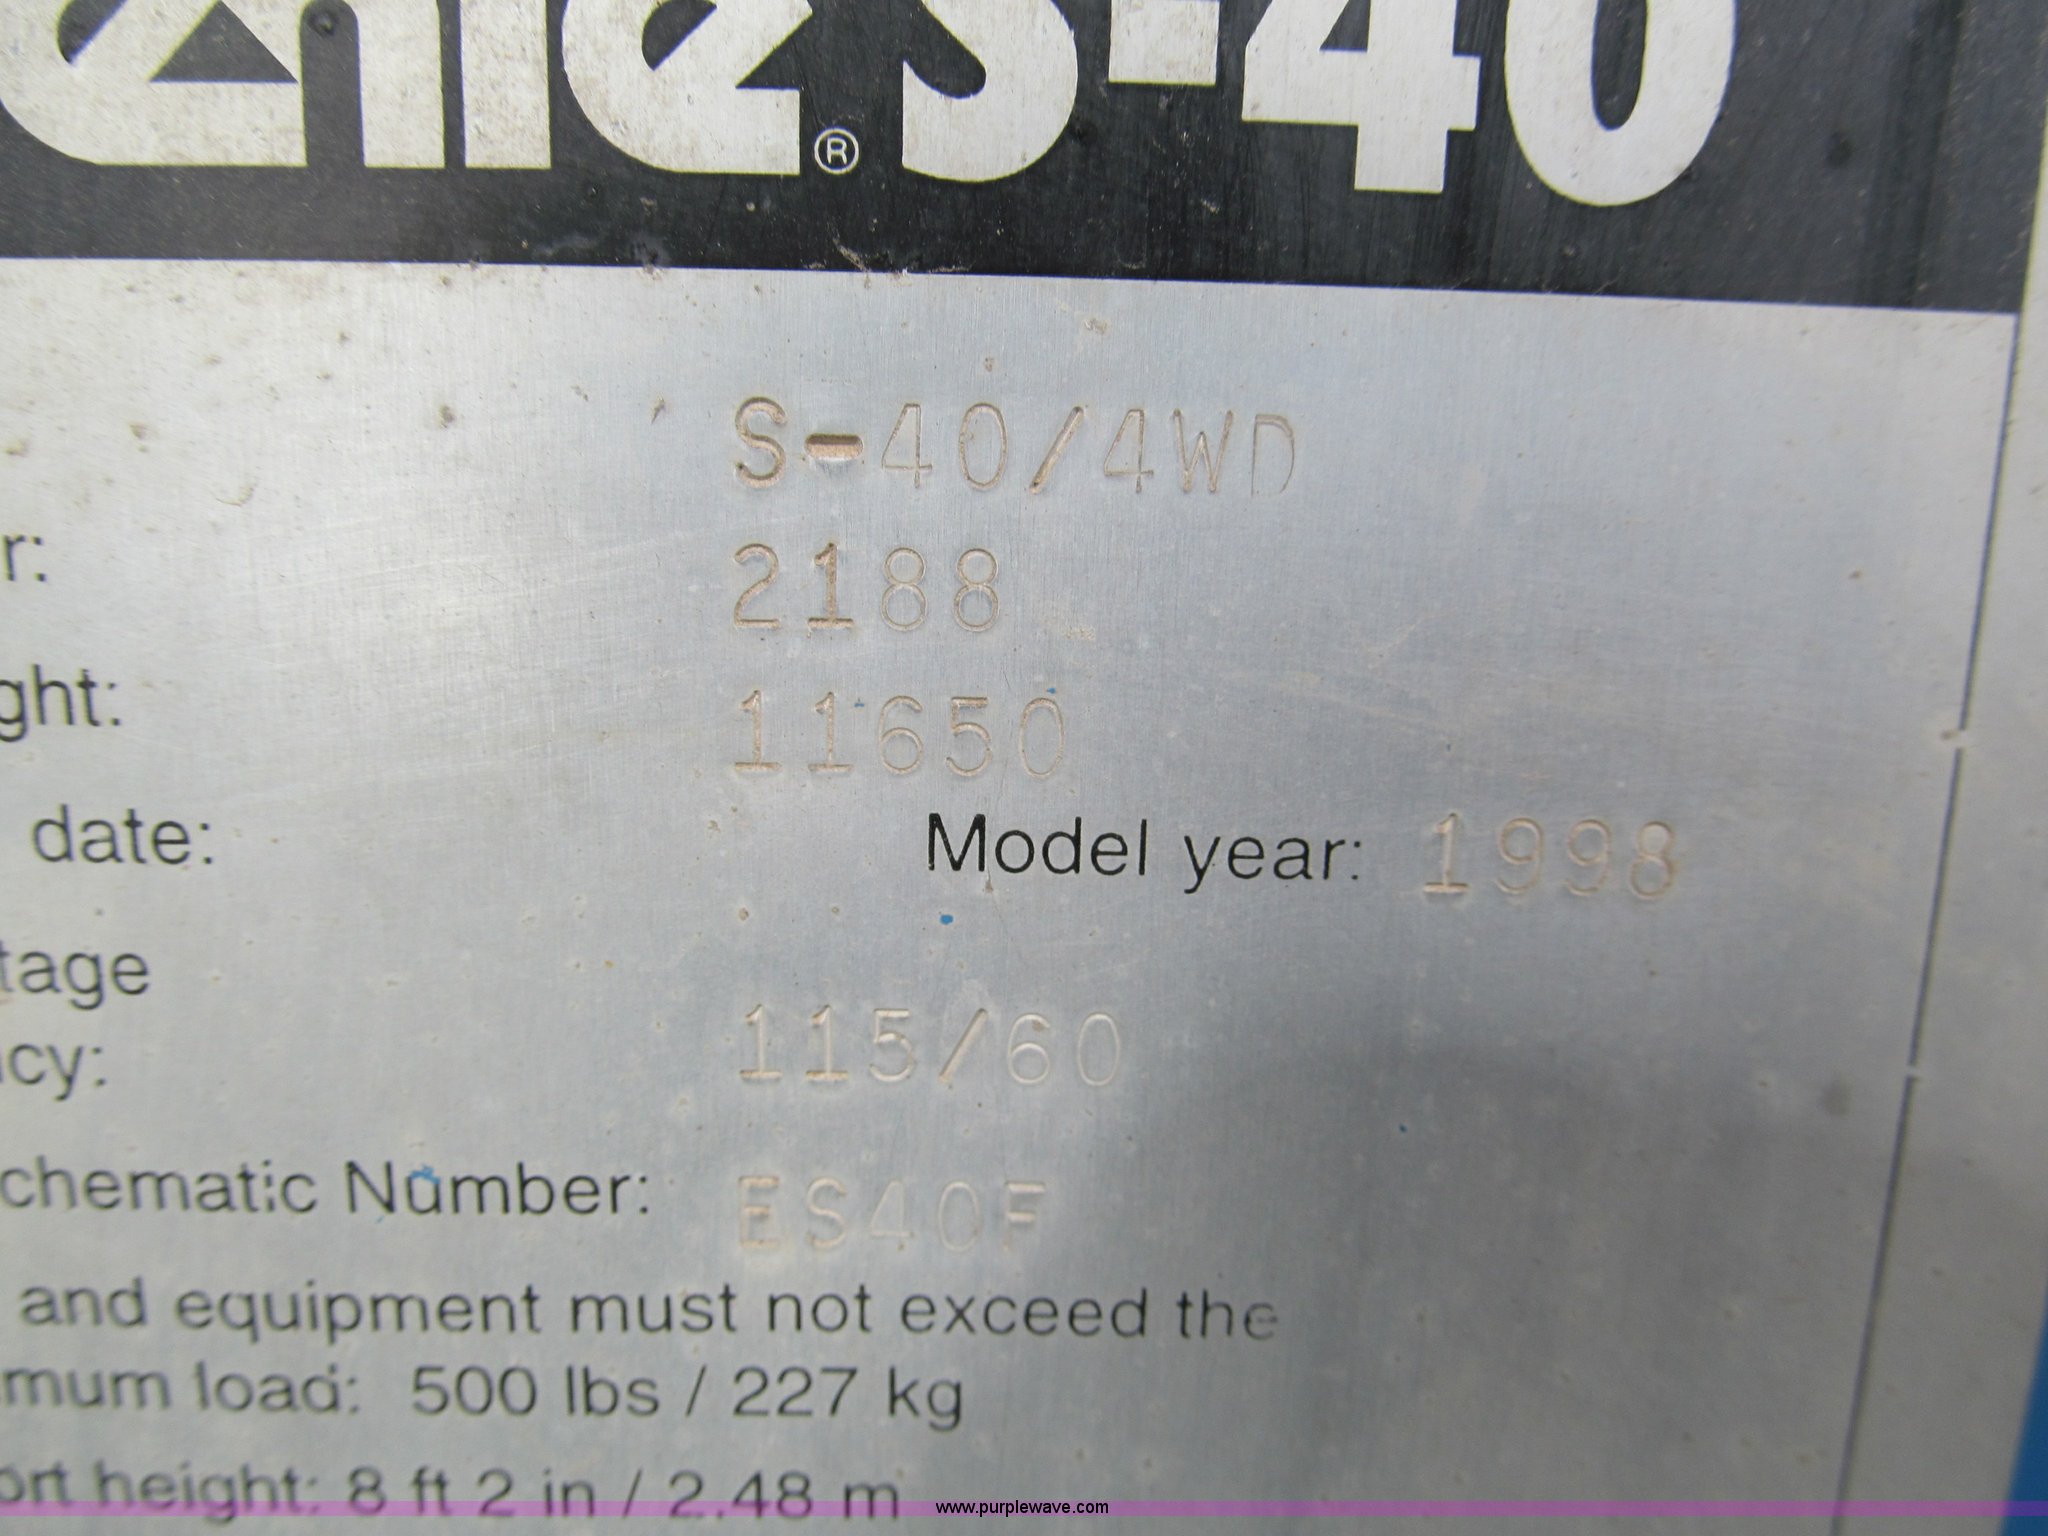 enie® S-40
S-40/4WD
r: 2188
ght: 11650
date: Model year: 1998
tage
cy: 115/60
chematic Number: ES40F
and equipment must not exceed the
mum load: 500 lbs / 227 kg
ort height: 8 ft 2 in / 2.48 m
www.purplewave.com